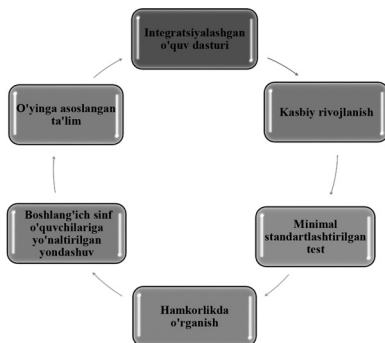 Integratsiyalashgan
o'quv dasturi
Kasbiy rivojlanish
Minimal
standartlashtirilgan
test
Hamkorlikda
o'rganish
Boshlang'ich sinf
o'quvchilariga
yo'naltirilgan
yondashuv
O'yinga asoslangan
ta'lim